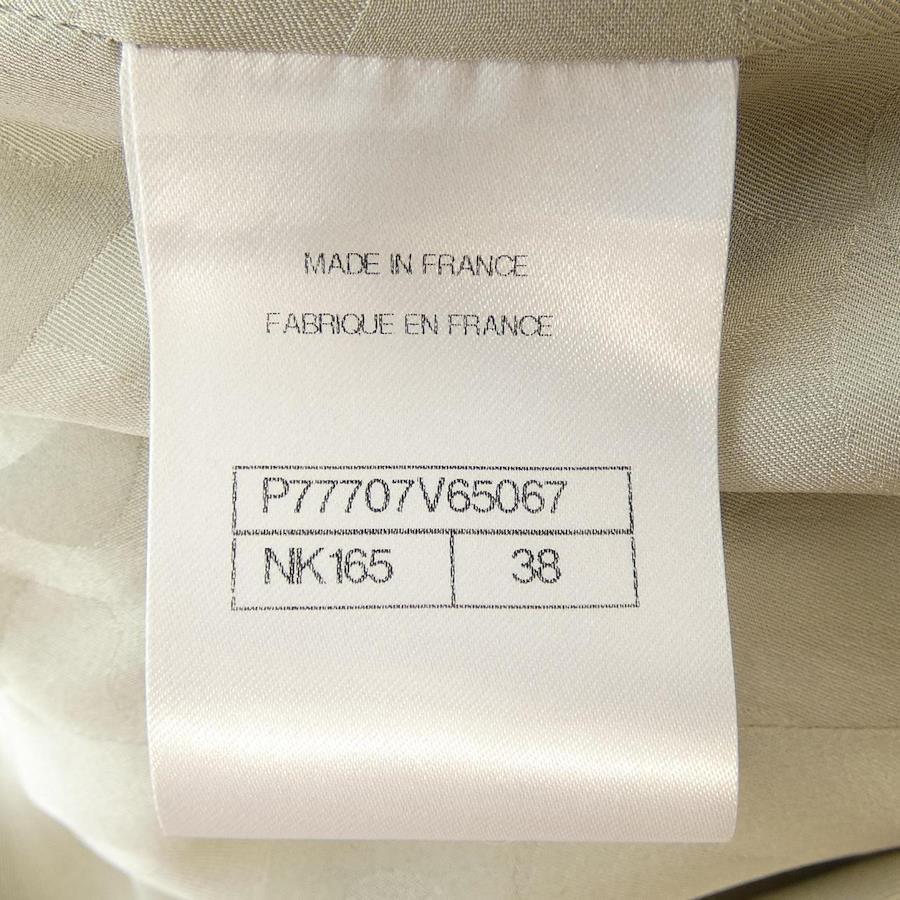 MADE IN FRANCE
FABRIQUE EN FRANCE
P77707V65067
NK165 38